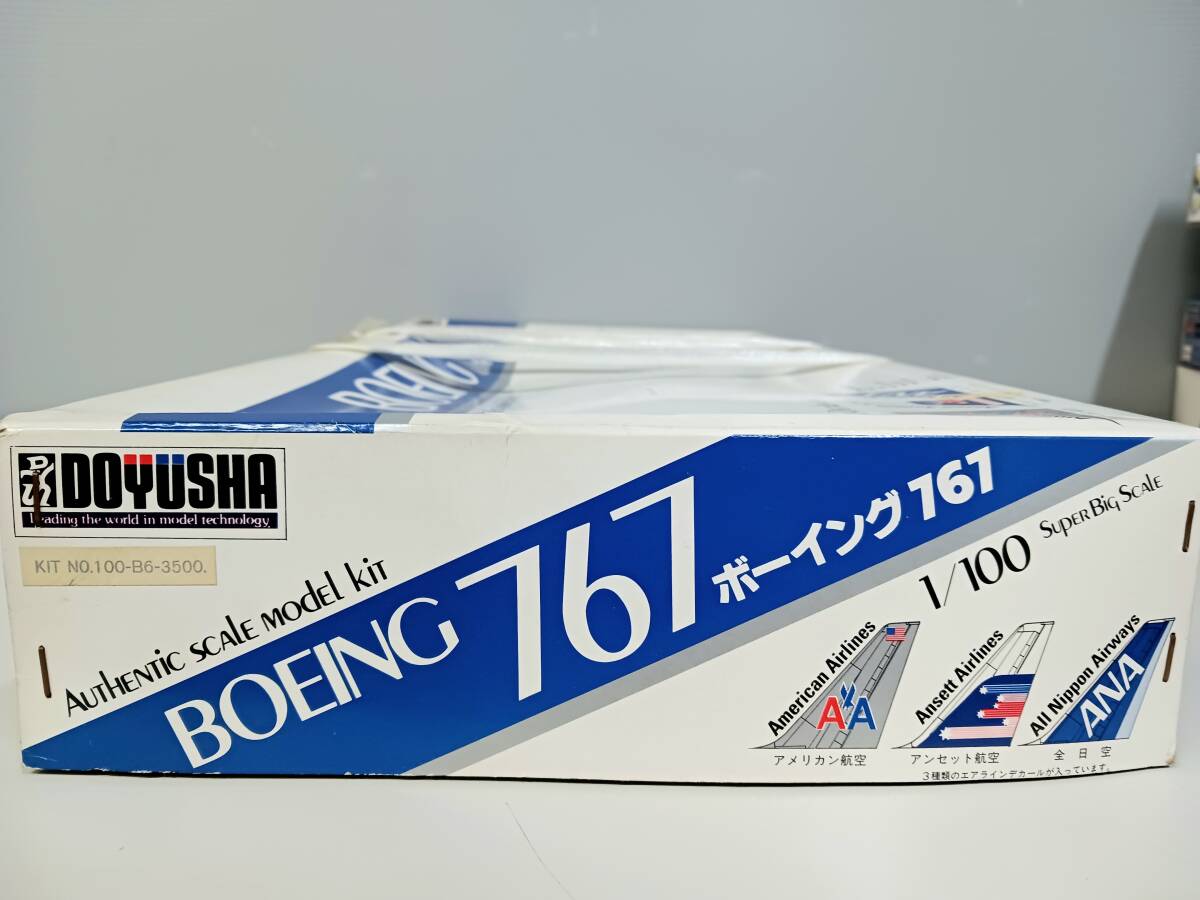 DOYUSHA
Leading the world in model technology
KIT NO.100-B6-3500.
AUTHENTIC SCALE MODEL KIT
BOEING 767 ボーイング 767
1/100 SUPER BIG SCALE
American Airlines
AA
アメリカン航空
Ansett Airlines
アンセット航空
All Nippon Airways
ANA
全日空
3種類のエアラインデカールが入っています。